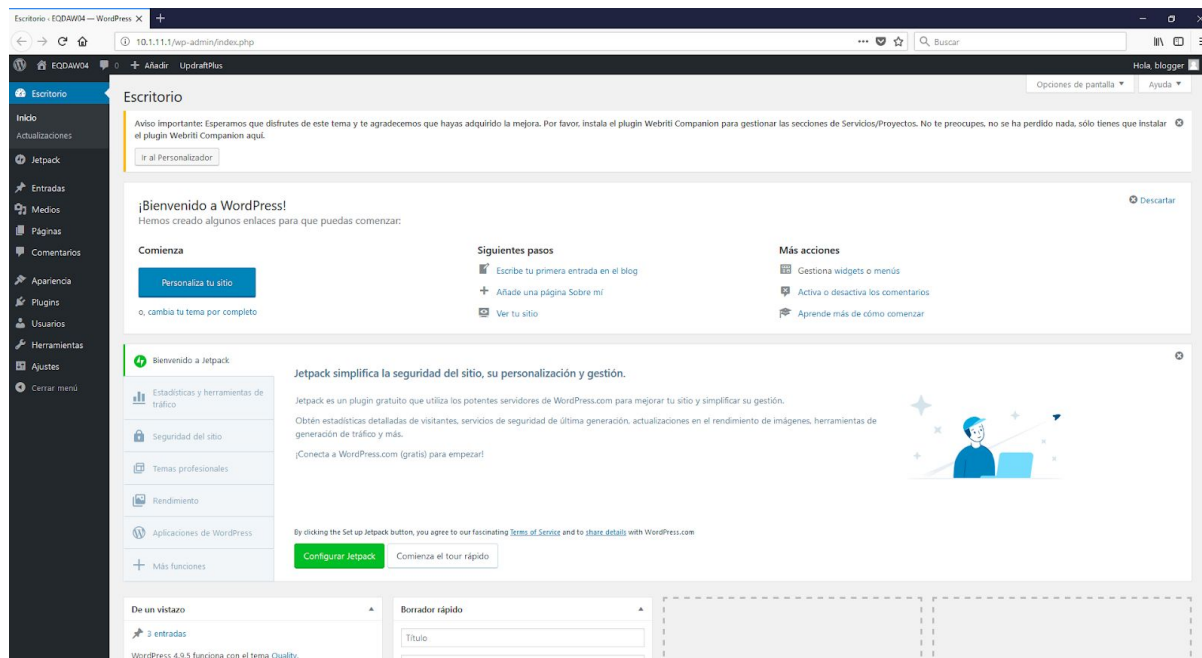 Escritorio ‹ EQDAW04 — WordPress
10.1.11.1/wp-admin/index.php
Buscar
EQDAW04
0
Añadir
UpdraftPlus
Hola, blogger
Escritorio
Inicio
Actualizaciones
Jetpack
Entradas
Medios
Páginas
Comentarios
Apariencia
Plugins
Usuarios
Herramientas
Ajustes
Cerrar menú
Opciones de pantalla
Ayuda
Escritorio
Aviso importante: Esperamos que disfrutes de este tema y te agradecemos que hayas adquirido la mejora. Por favor, instala el plugin Webriti Companion para gestionar las secciones de Servicios/Proyectos. No te preocupes, no se ha perdido nada, sólo tienes que instalar
el plugin Webriti Companion aquí.
Ir al Personalizador
¡Bienvenido a WordPress!
Descartar
Hemos creado algunos enlaces para que puedas comenzar:
Comienza
Personaliza tu sitio
o, cambia tu tema por completo
Siguientes pasos
Escribe tu primera entrada en el blog
Añade una página Sobre mí
Ver tu sitio
Más acciones
Gestiona widgets o menús
Activa o desactiva los comentarios
Aprende más de cómo comenzar
Bienvenido a Jetpack
Estadísticas y herramientas de
tráfico
Seguridad del sitio
Temas profesionales
Rendimiento
Aplicaciones de WordPress
Más funciones
Jetpack simplifica la seguridad del sitio, su personalización y gestión.
Jetpack es un plugin gratuito que utiliza los potentes servidores de WordPress.com para mejorar tu sitio y simplificar su gestión.
Obtén estadísticas detalladas de visitantes, servicios de seguridad de última generación, actualizaciones en el rendimiento de imágenes, herramientas de
generación de tráfico y más.
¡Conecta a WordPress.com (gratis) para empezar!
By clicking the Set up Jetpack button, you agree to our fascinating Terms of Service and to share details with WordPress.com
Configurar Jetpack
Comienza el tour rápido
De un vistazo
3 entradas
WordPress 4.9.5 funciona con el tema Quality.
Borrador rápido
Título